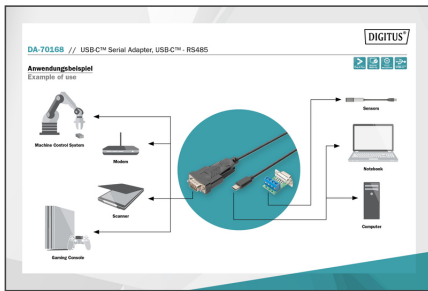 DIGITUS®
DA-70168 // USB-C™ Serial Adapter, USB-C™ - RS485
Anwendungsbeispiel
Example of use
Machine Control System
Modem
Scanner
Gaming Console
Sensors
Notebook
Computer